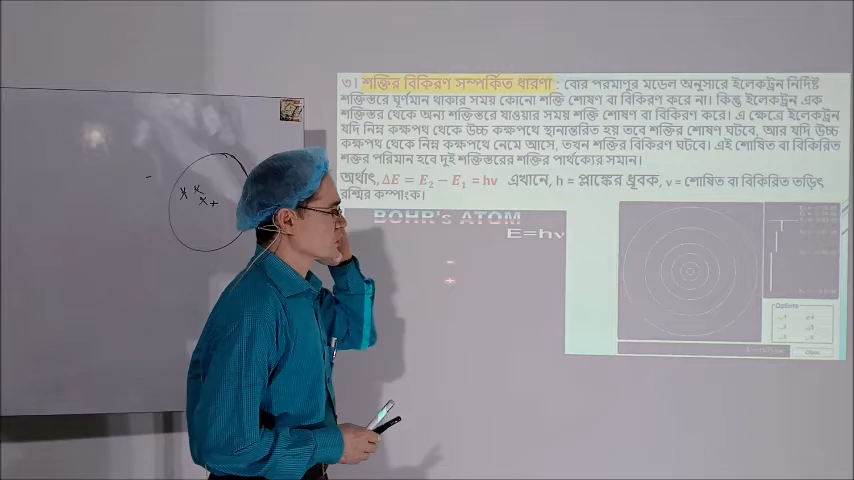 ৩। শক্তির বিকিরণ সম্পর্কিত ধারণা : বোর পরমাণুর মডেল অনুসারে ইলেকট্রন নির্দিষ্ট
শক্তিস্তরে ঘূর্ণমান থাকার সময় কোনো শক্তি শোষণ বা বিকিরণ করে না। কিন্তু ইলেকট্রন এক
শক্তিস্তর থেকে অন্য শক্তিস্তরে যাওয়ার সময় শক্তি শোষণ বা বিকিরণ করে। এ ক্ষেত্রে ইলেকট্রন
যদি নিম্ন কক্ষপথ থেকে উচ্চ কক্ষপথে স্থানান্তরিত হয় তবে শক্তির শোষণ ঘটবে, আর যদি উচ্চ
কক্ষপথ থেকে নিম্ন কক্ষপথে নেমে আসে, তখন শক্তির বিকিরণ ঘটবে। এই শোষিত বা বিকিরিত
শক্তর পরিমান হবে দুই শক্তিস্তরের শক্তির পার্থক্যের সমান।
অর্থাৎ, ΔE = E₂ − E₁ = hν এখানে, h = প্লাঙ্কের ধ্রূবক, ν = শোষিত বা বিকিরিত তড়িৎ
রশ্মির কম্পাংক।
BOHR'S ATOM
E=hν
-
+
Options